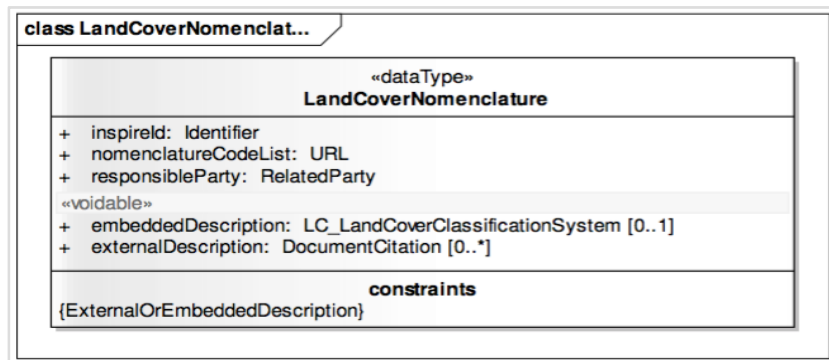 class LandCoverNomenclat...
«dataType»
LandCoverNomenclature
+ inspireId: Identifier
+ nomenclatureCodeList: URL
+ responsibleParty: RelatedParty
«voidable»
+ embeddedDescription: LC_LandCoverClassificationSystem [0..1]
+ externalDescription: DocumentCitation [0..*]
constraints
{ExternalOrEmbeddedDescription}